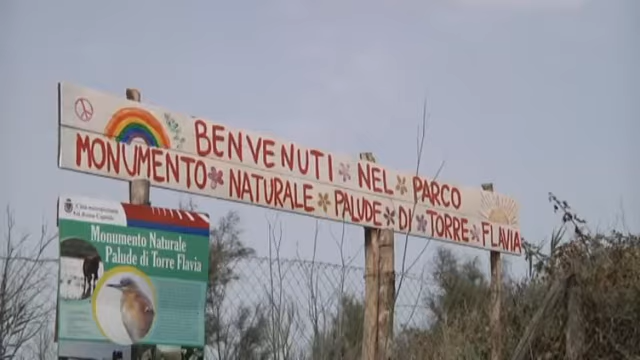 BENVENUTI NEL PARCO
MONUMENTO NATURALE PALUDE DI TORRE FLAVIA
Monumento Naturale
Palude di Torre Flavia